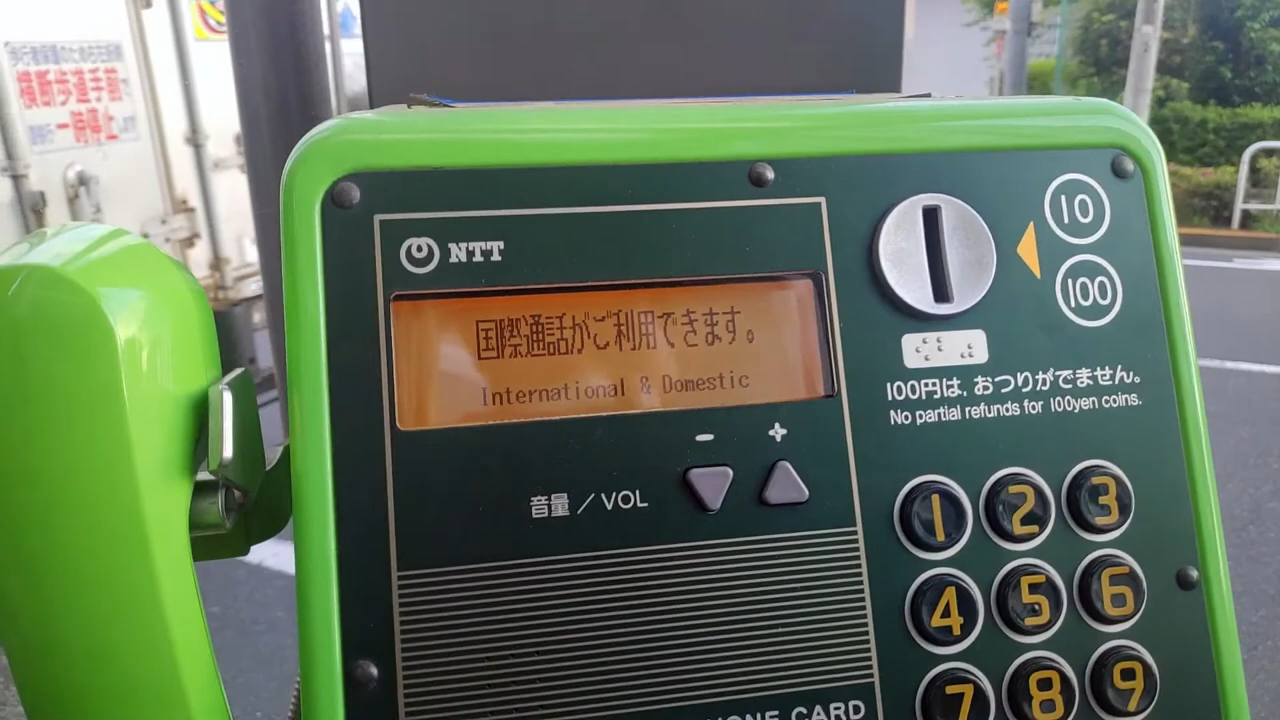 横断歩道手前で
一時停止
NTT
国際通話がご利用できます。
International & Domestic
音量／VOL
－ ＋
10
100
100円は、おつりがでません。
No partial refunds for 100yen coins.
1 2 3
4 5 6
7 8 9
PHONE CARD